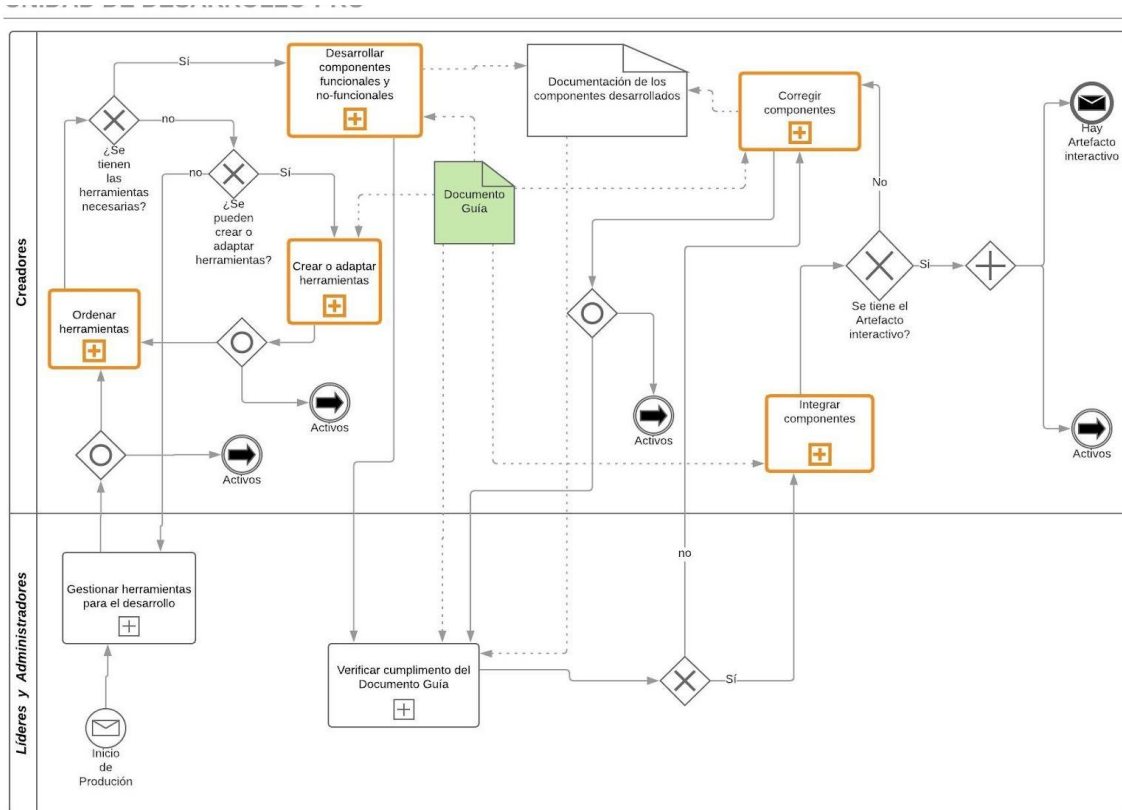 Creadores
Sí
Desarrollar
componentes
funcionales y
no-funcionales
Documentación de los
componentes desarrollados
Corregir
componentes
Hay
Artefacto
interactivo
¿Se
tienen
las
herramientas
necesarias?
no
no
¿Se
pueden
crear o
adaptar
herramientas?
Sí
Documento
Guía
No
Crear o adaptar
herramientas
Se tiene el
Artefacto
interactivo?
Si
Ordenar
herramientas
Activos
Activos
Activos
Integrar
componentes
Activos
Líderes y Administradores
Gestionar herramientas
para el desarrollo
no
Verificar cumplimento del
Documento Guía
Sí
Inicio
de
Produción